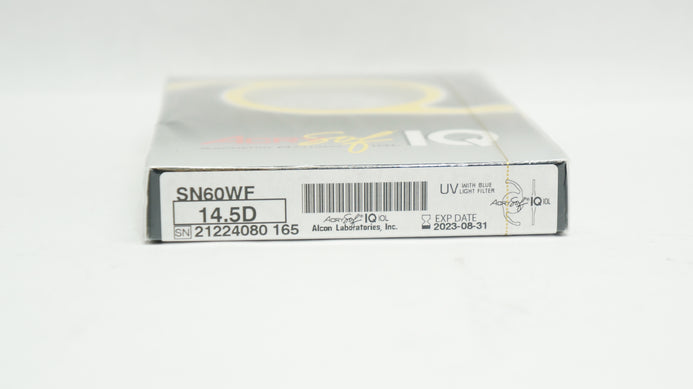 IQ
SN60WF
14.5D
SN 21224080 165
AcrySof IQ IOL
Alcon Laboratories, Inc.
UV WITH BLUE
LIGHT FILTER
AcrySof IQ IOL
EXP DATE
2023-08-31